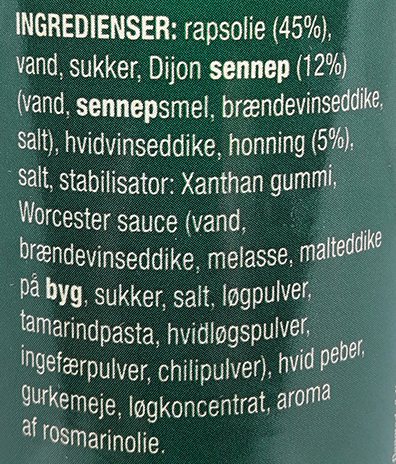 INGREDIENSER: rapsolie (45%),
vand, sukker, Dijon sennep (12%)
(vand, sennepsmel, brændevinseddike,
salt), hvidvinseddike, honning (5%),
salt, stabilisator: Xanthan gummi,
Worcester sauce (vand,
brændevinseddike, melasse, malteddike
på byg, sukker, salt, løgpulver,
tamarindpasta, hvidløgspulver,
ingefærpulver, chilipulver), hvid peber,
gurkemeje, løgkoncentrat, aroma
af rosmarinolie.